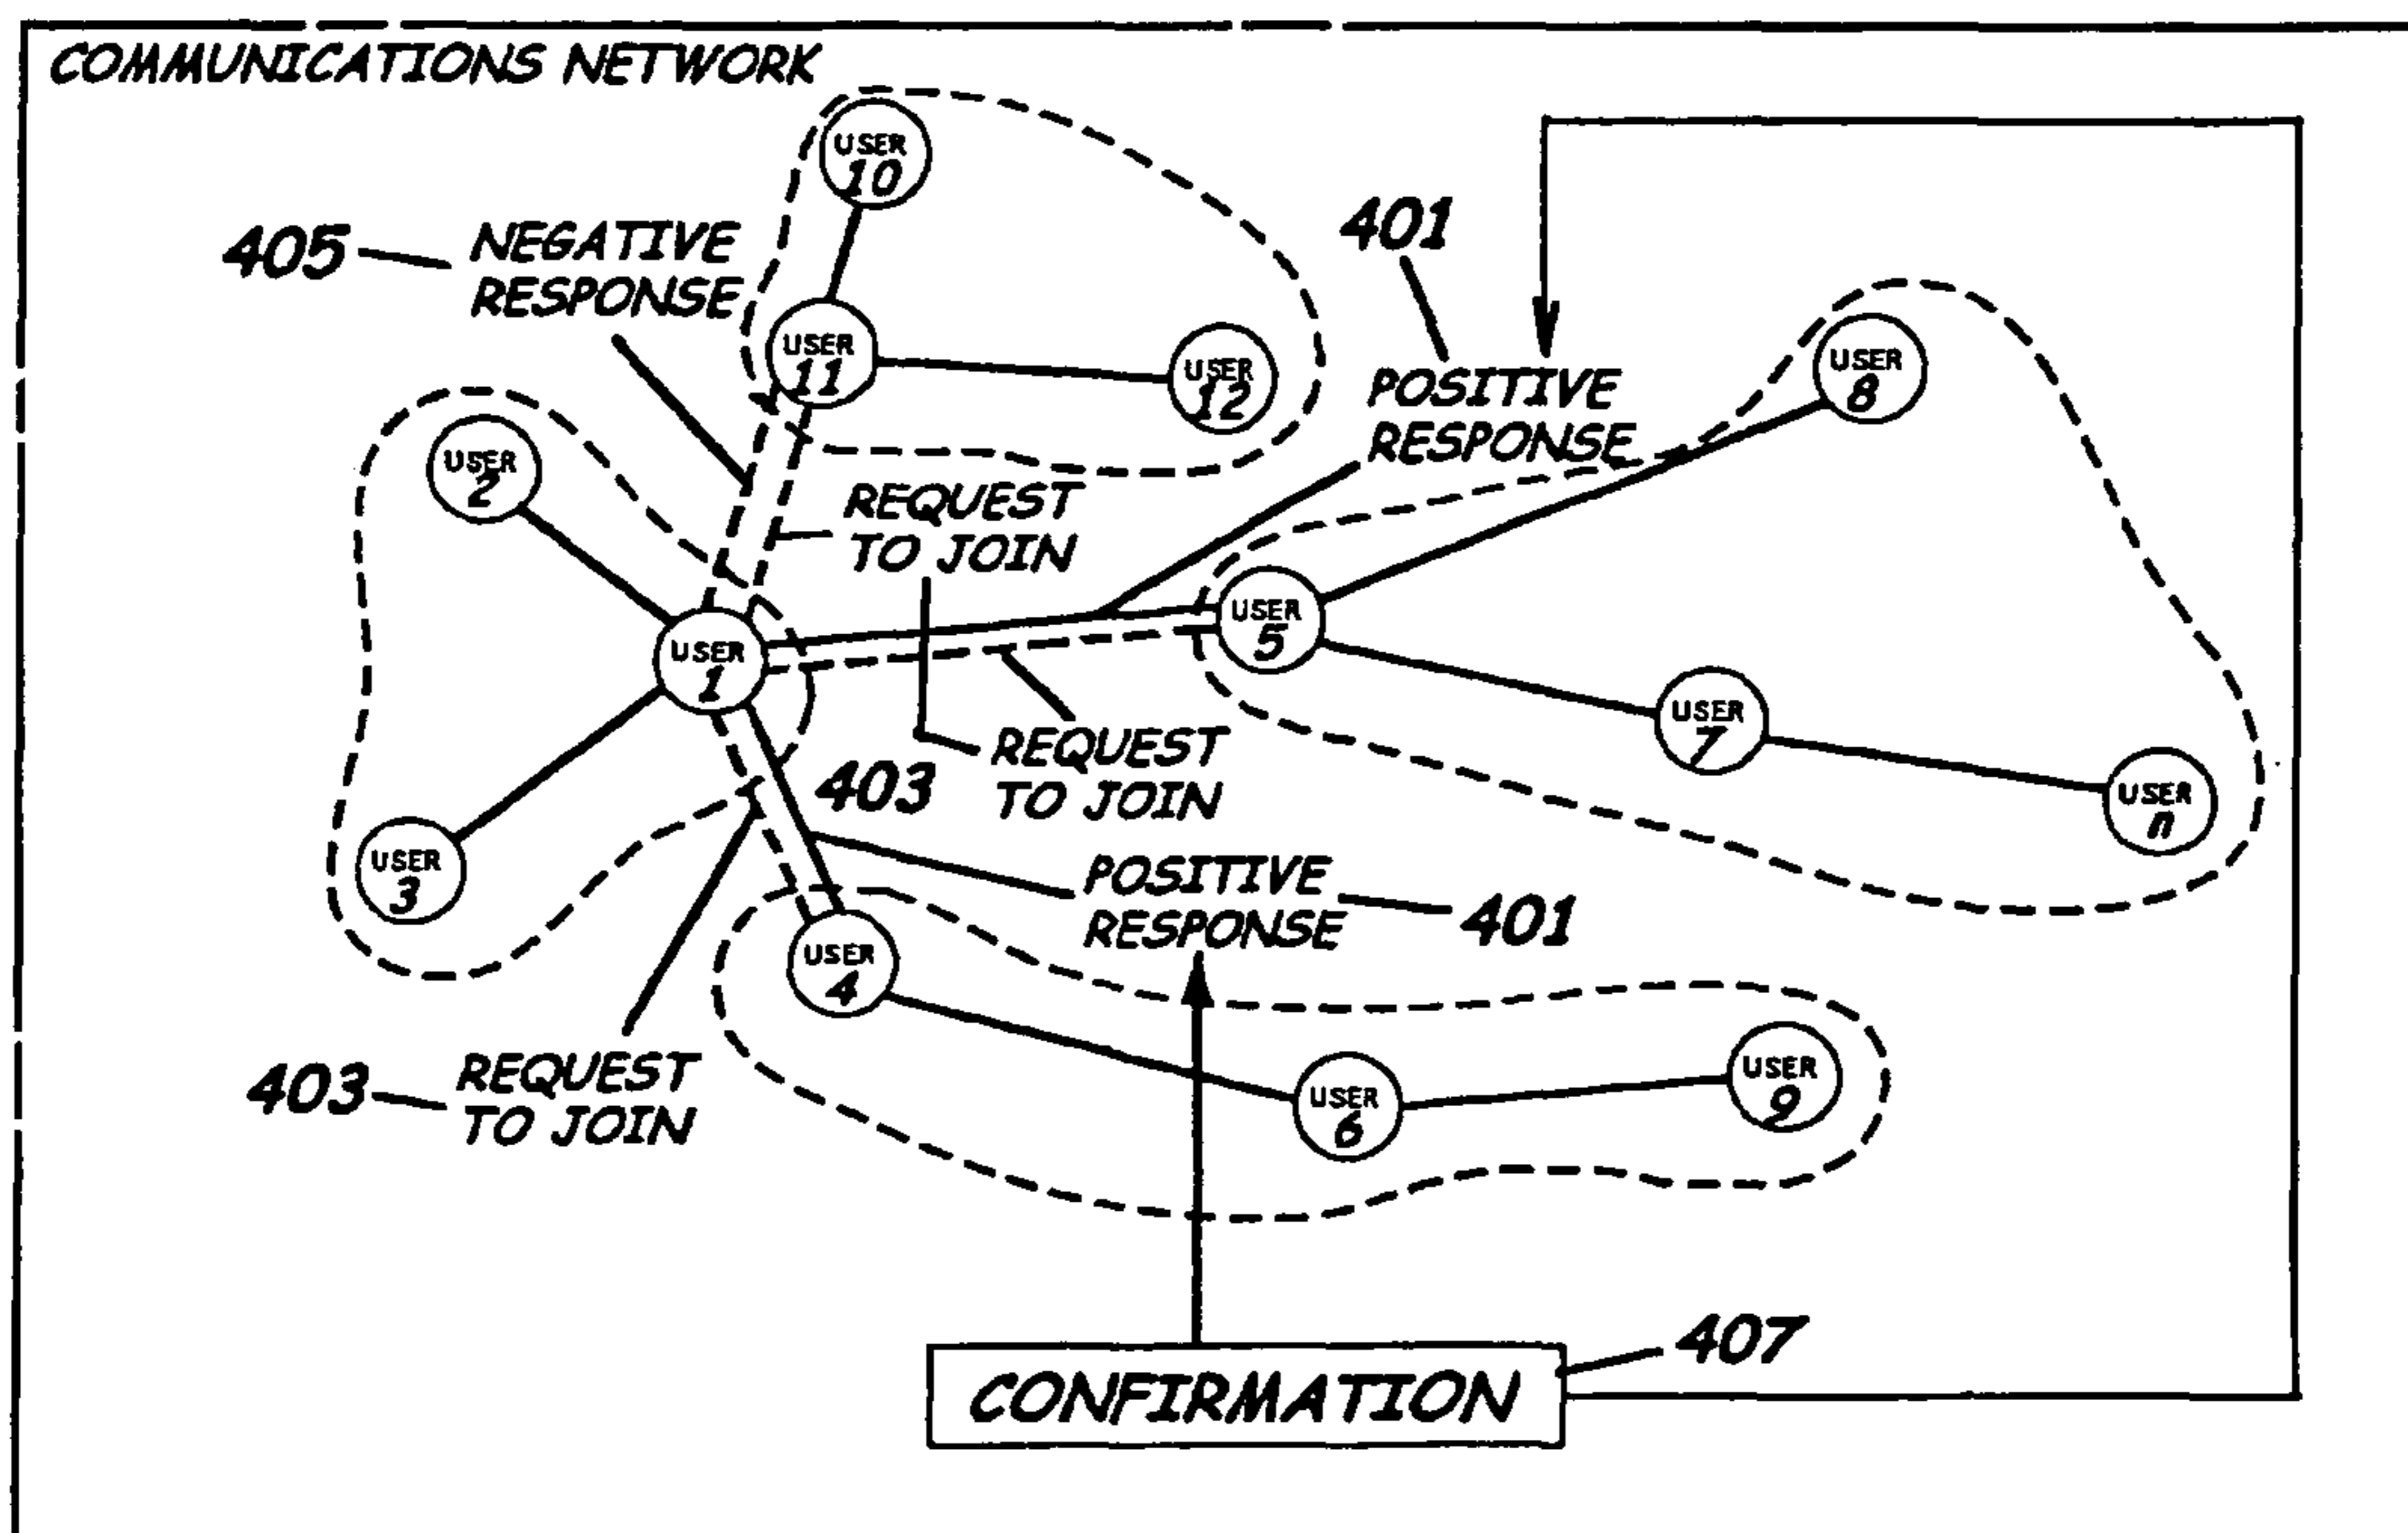 COMMUNICATIONS NETWORK
USER
10
405
NEGATIVE
RESPONSE
401
USER
11
USER
12
POSITIVE
RESPONSE
USER
8
USER
2
REQUEST
TO JOIN
USER
1
USER
5
USER
7
REQUEST
TO JOIN
403
USER
n
USER
3
POSITIVE
RESPONSE
401
USER
4
403
REQUEST
TO JOIN
USER
6
USER
9
CONFIRMATION
407